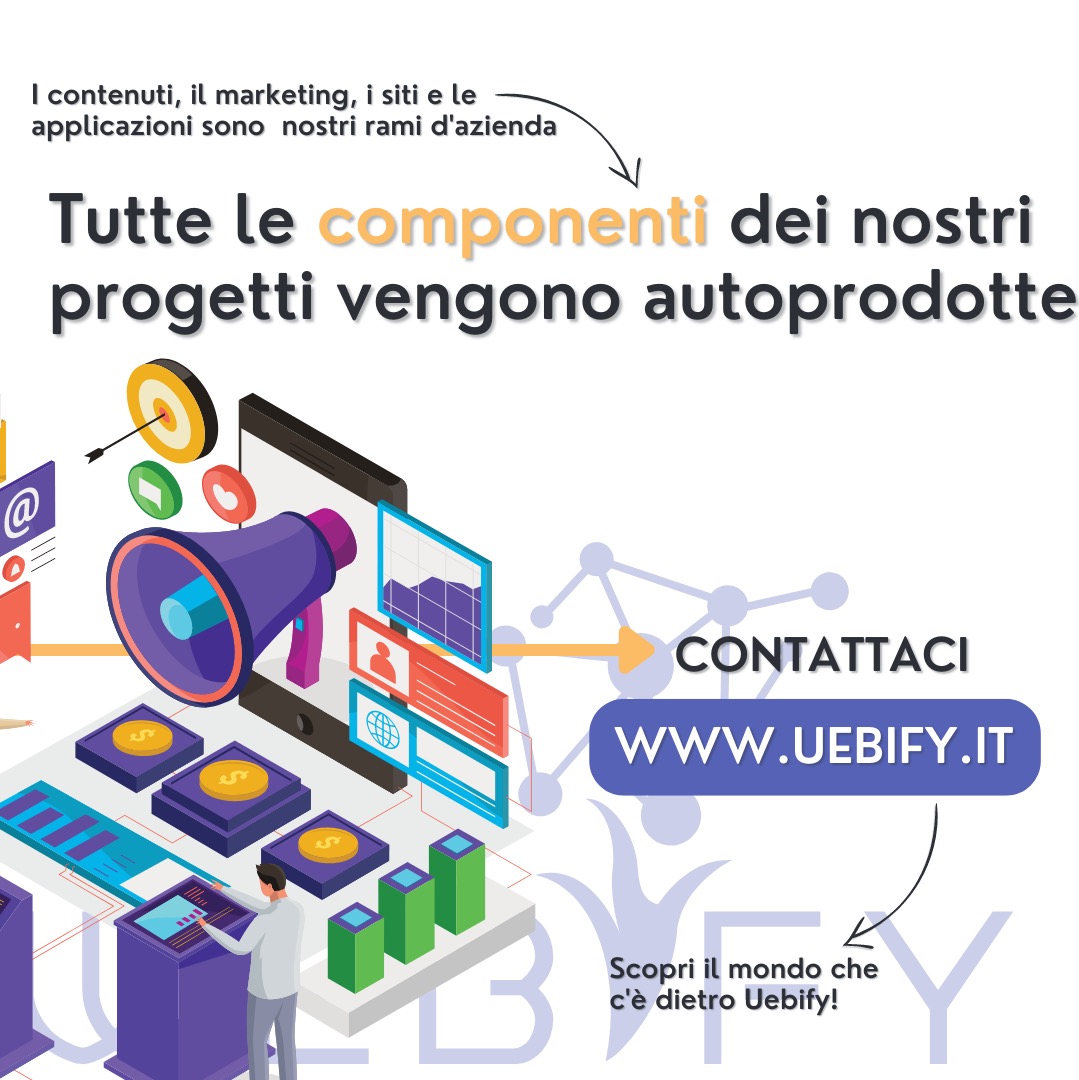 I contenuti, il marketing, i siti e le
applicazioni sono  nostri rami d'azienda
Tutte le componenti dei nostri
progetti vengono autoprodotte
@
$
$
$
CONTATTACI
WWW.UEBIFY.IT
Scopri il mondo che
c'è dietro Uebify!
UEBIFY